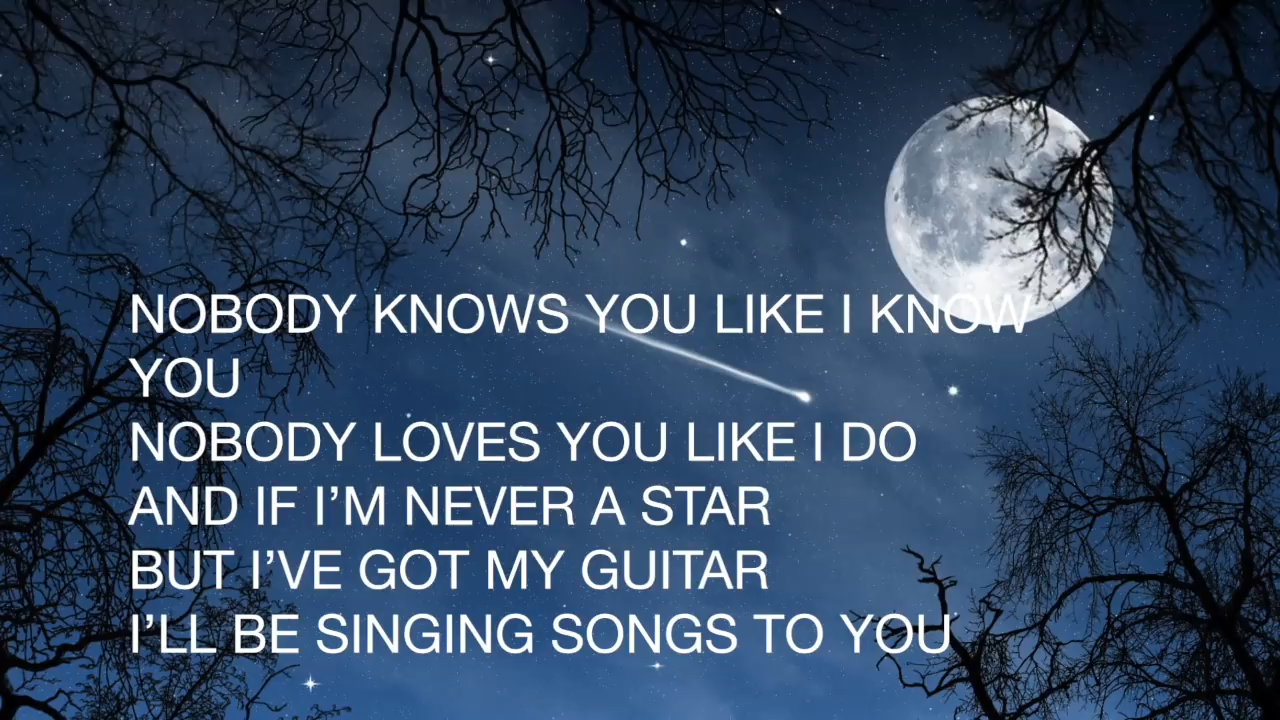 NOBODY KNOWS YOU LIKE I KNOW
YOU
NOBODY LOVES YOU LIKE I DO
AND IF I’M NEVER A STAR
BUT I’VE GOT MY GUITAR
I’LL BE SINGING SONGS TO YOU